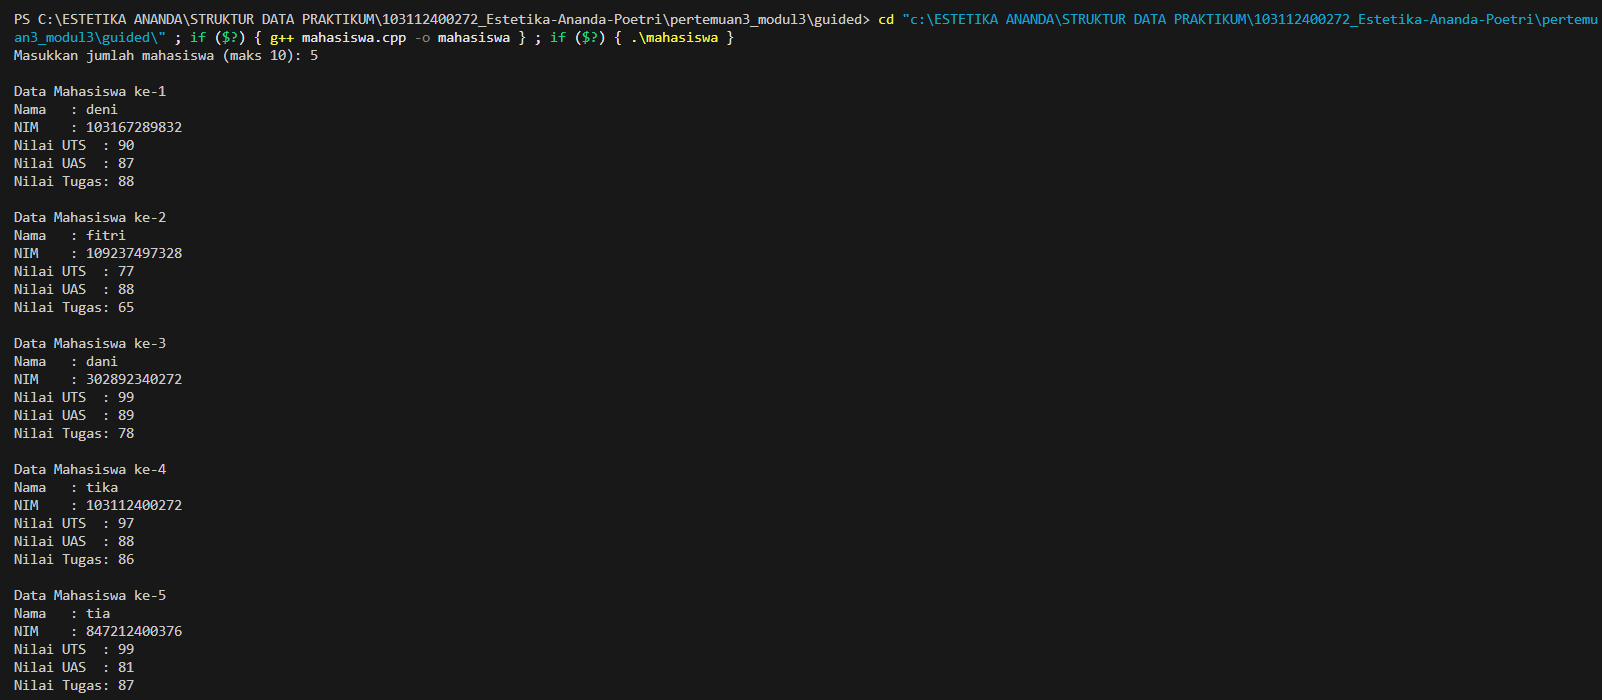 PS C:\ESTETIKA ANANDA\STRUKTUR DATA PRAKTIKUM\103112400272_Estetika-Ananda-Poetri\pertemuan3_modul3\guided> cd "c:\ESTETIKA ANANDA\STRUKTUR DATA PRAKTIKUM\103112400272_Estetika-Ananda-Poetri\pertemu
an3_modul3\guided\" ; if ($?) { g++ mahasiswa.cpp -o mahasiswa } ; if ($?) { .\mahasiswa }
Masukkan jumlah mahasiswa (maks 10): 5
Data Mahasiswa ke-1
Nama   : deni
NIM    : 103167289832
Nilai UTS  : 90
Nilai UAS  : 87
Nilai Tugas: 88
Data Mahasiswa ke-2
Nama   : fitri
NIM    : 109237497328
Nilai UTS  : 77
Nilai UAS  : 88
Nilai Tugas: 65
Data Mahasiswa ke-3
Nama   : dani
NIM    : 302892340272
Nilai UTS  : 99
Nilai UAS  : 89
Nilai Tugas: 78
Data Mahasiswa ke-4
Nama   : tika
NIM    : 103112400272
Nilai UTS  : 97
Nilai UAS  : 88
Nilai Tugas: 86
Data Mahasiswa ke-5
Nama   : tia
NIM    : 847212400376
Nilai UTS  : 99
Nilai UAS  : 81
Nilai Tugas: 87